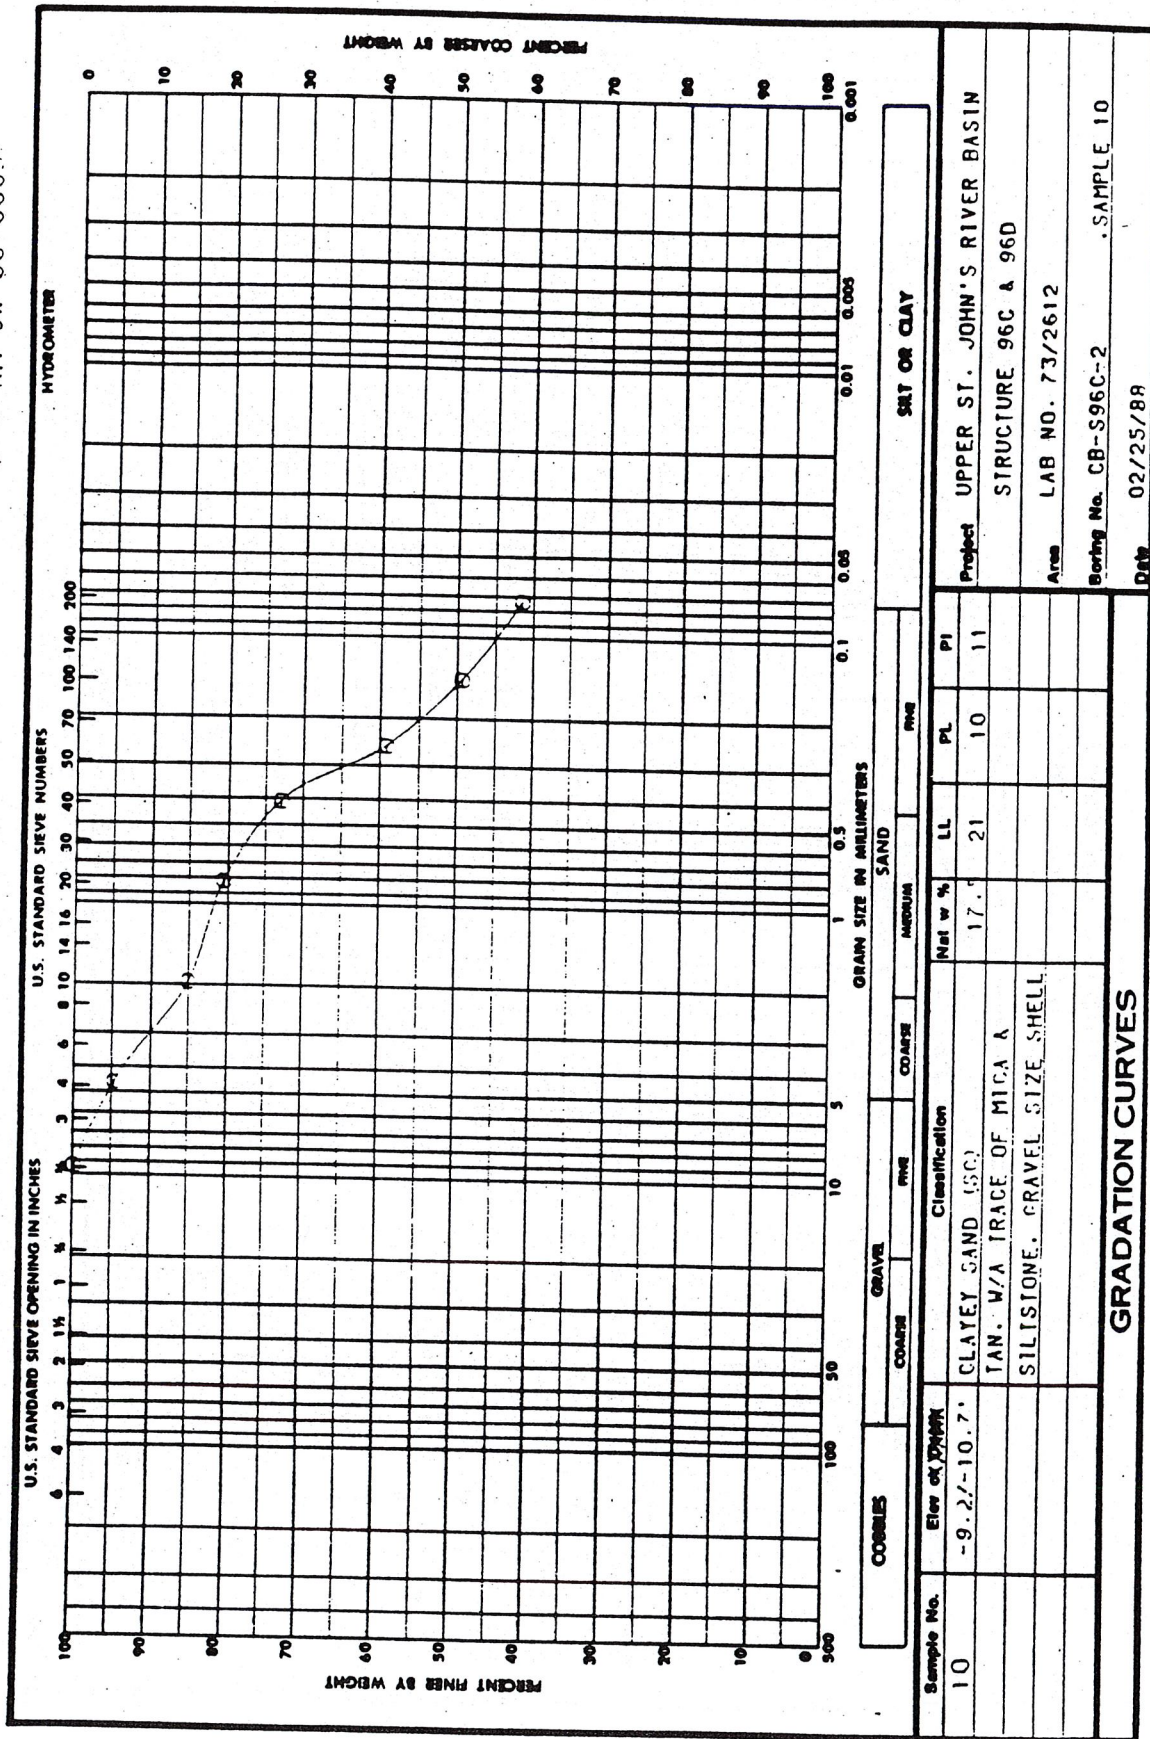 U.S. STANDARD SIEVE OPENING IN INCHES
U.S. STANDARD SIEVE NUMBERS
HYDROMETER
6 4 3 2 1½ 1 ¾ ½ ⅜ 3 4 6 8 10 14 16 20 30 40 50 70 100 140 200
PERCENT FINER BY WEIGHT
100
90
80
70
60
50
40
30
20
10
0
PERCENT COARSER BY WEIGHT
0
10
20
30
40
50
60
70
80
90
100
500 100 50 10 5 1 0.5 0.1 0.05 0.01 0.005 0.001
GRAIN SIZE IN MILLIMETERS
COBBLES GRAVEL SAND SILT OR CLAY
COARSE FINE COARSE MEDIUM FINE
Sample No. Elev or Depth Classification Nat w % LL PL PI
10 -9.2/-10.7' CLAYEY SAND (SC) 17. 21 10 11
TAN. W/A TRACE OF MICA &
SILTSTONE, GRAVEL SIZE SHELL
Project UPPER ST. JOHN'S RIVER BASIN
STRUCTURE 96C & 96D
Area LAB NO. 73/2612
Boring No. CB-S96C-2 .SAMPLE 10
Date 02/25/88
GRADATION CURVES